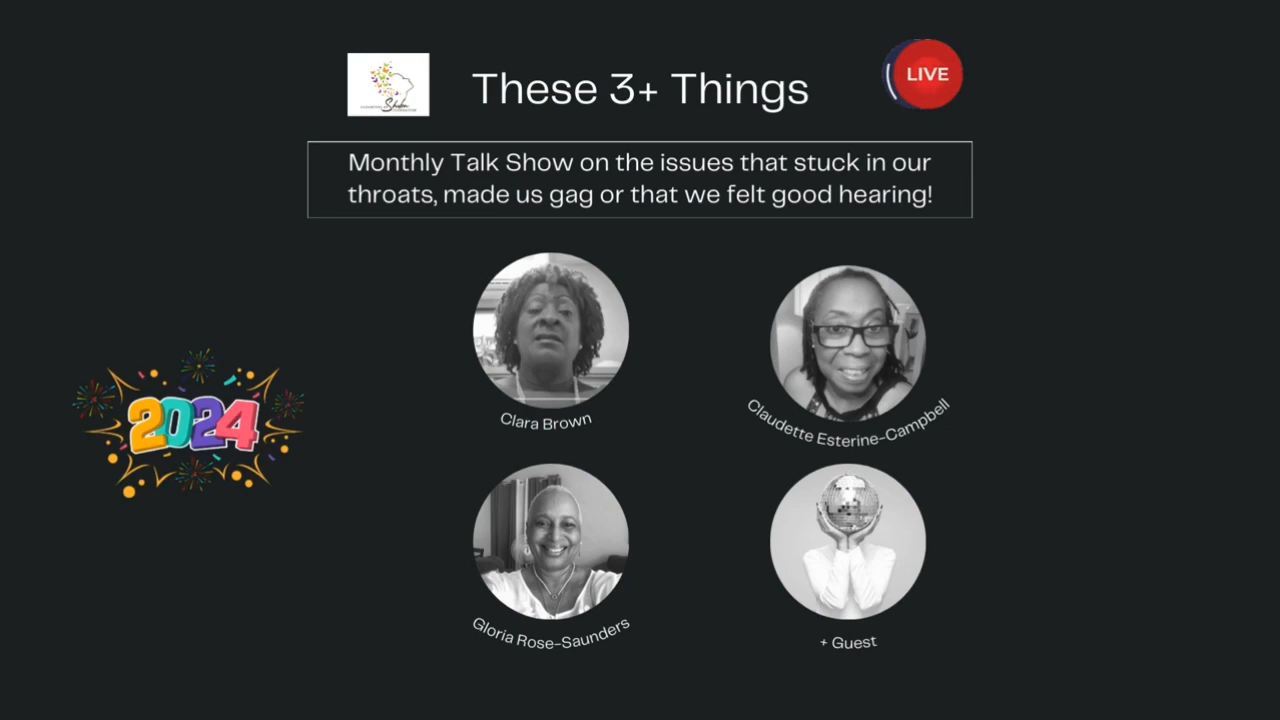 These 3+ Things
LIVE
Shuba
Monthly Talk Show on the issues that stuck in our
throats, made us gag or that we felt good hearing!
Clara Brown
Claudette Esterine-Campbell
2024
Gloria Rose-Saunders
+ Guest